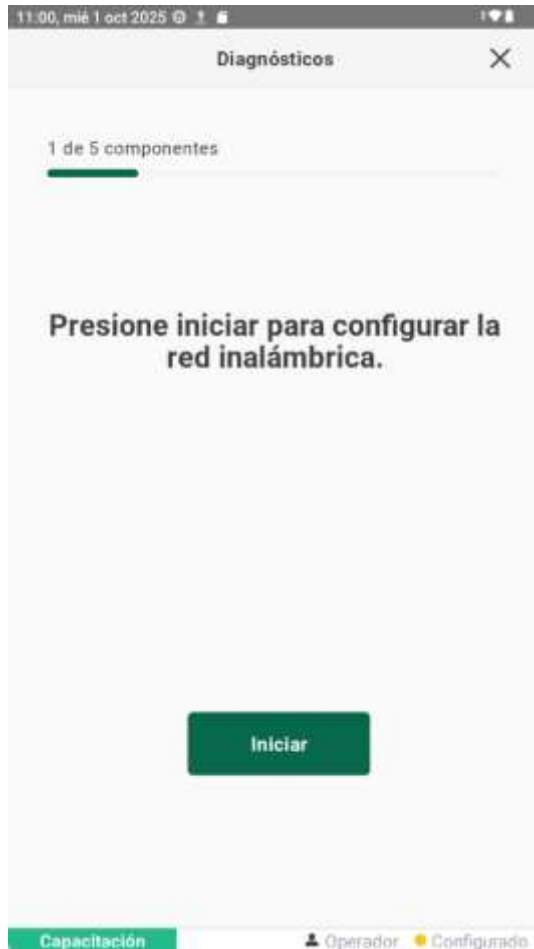 11:00, mié 1 oct 2025
Diagnósticos
1 de 5 componentes
Presione iniciar para configurar la
red inalámbrica.
Iniciar
Capacitación
Operador
Configurado